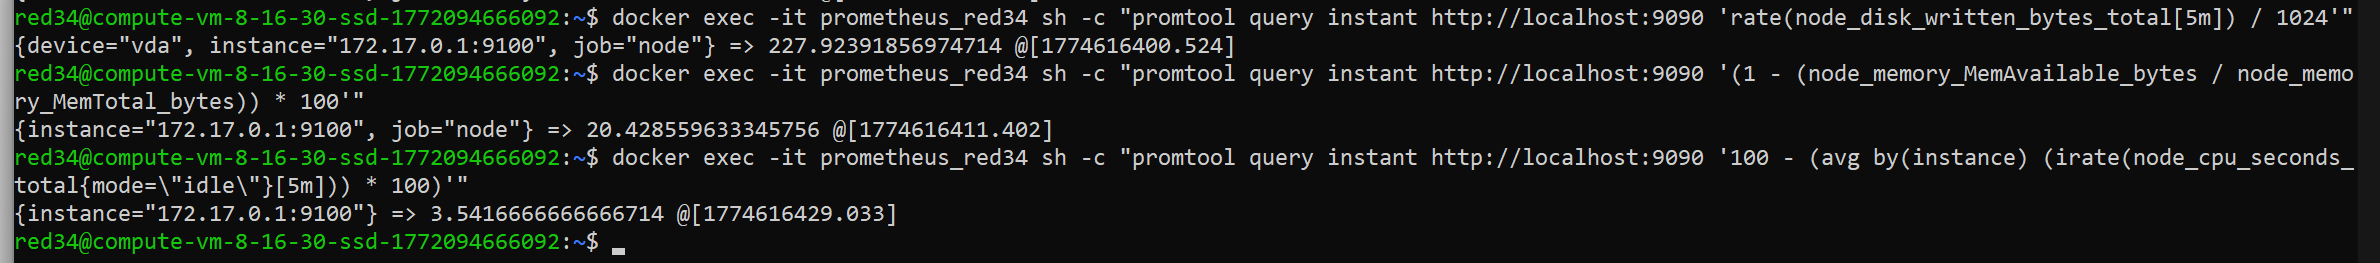 red34@compute-vm-8-16-30-ssd-1772094666092:~$ docker exec -it prometheus_red34 sh -c "promtool query instant http://localhost:9090 'rate(node_disk_written_bytes_total[5m]) / 1024'"
{device="vda", instance="172.17.0.1:9100", job="node"} => 227.92391856974714 @[1774616400.524]
red34@compute-vm-8-16-30-ssd-1772094666092:~$ docker exec -it prometheus_red34 sh -c "promtool query instant http://localhost:9090 '(1 - (node_memory_MemAvailable_bytes / node_memo
ry_MemTotal_bytes)) * 100'"
{instance="172.17.0.1:9100", job="node"} => 20.428559633345756 @[1774616411.402]
red34@compute-vm-8-16-30-ssd-1772094666092:~$ docker exec -it prometheus_red34 sh -c "promtool query instant http://localhost:9090 '100 - (avg by(instance) (irate(node_cpu_seconds_
total{mode=\"idle\"}[5m])) * 100)'"
{instance="172.17.0.1:9100"} => 3.5416666666666714 @[1774616429.033]
red34@compute-vm-8-16-30-ssd-1772094666092:~$